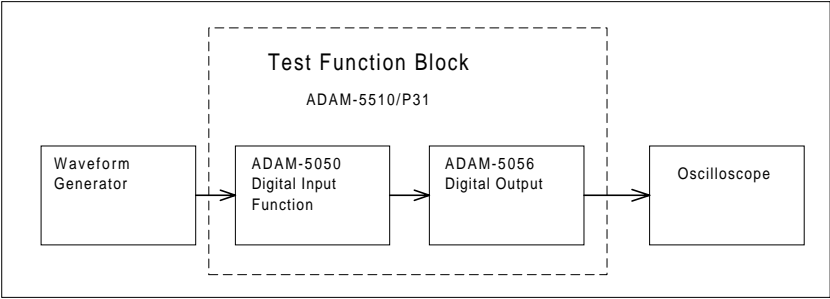 Test Function Block
ADAM-5510/P31
Waveform
Generator
ADAM-5050
Digital Input
Function
ADAM-5056
Digital Output
Oscilloscope